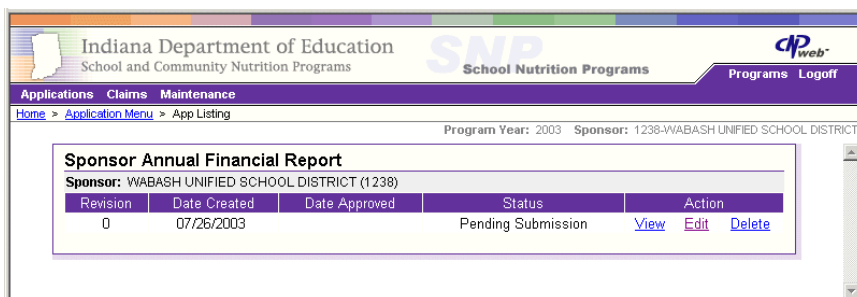 Indiana Department of Education
School and Community Nutrition Programs
SNP
School Nutrition Programs
CNPweb
Programs Logoff
Applications Claims Maintenance
Home > Application Menu > App Listing
Program Year: 2003 Sponsor: 1238-WABASH UNIFIED SCHOOL DISTRICT
Sponsor Annual Financial Report
Sponsor: WABASH UNIFIED SCHOOL DISTRICT (1238)
Revision Date Created Date Approved Status Action
0 07/26/2003 Pending Submission View Edit Delete